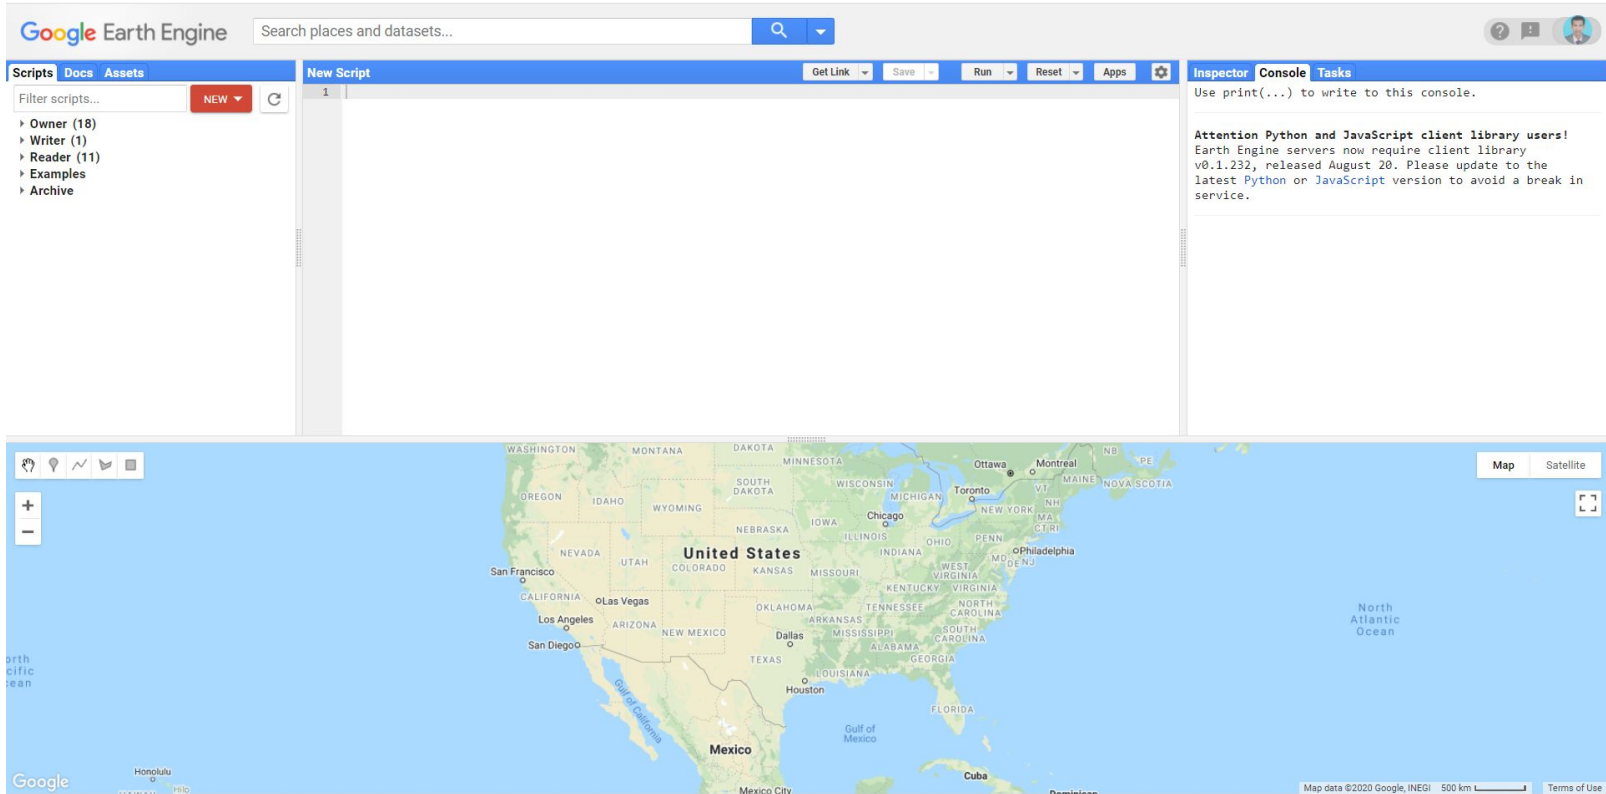 Google Earth Engine
Search places and datasets...
Scripts Docs Assets
Filter scripts...
NEW
Owner (18)
Writer (1)
Reader (11)
Examples
Archive
New Script
Get Link Save Run Reset Apps
1
Inspector Console Tasks
Use print(...) to write to this console.
Attention Python and JavaScript client library users!
Earth Engine servers now require client library
v0.1.232, released August 20. Please update to the
latest Python or JavaScript version to avoid a break in
service.
Map Satellite
WASHINGTON
MONTANA
DAKOTA
MINNESOTA
Ottawa
Montreal
NB
PE
OREGON
IDAHO
WYOMING
SOUTH
DAKOTA
WISCONSIN
MICHIGAN
Toronto
VT
MAINE
NOVA SCOTIA
NH
NEW YORK
MA
CT RI
Chicago
IOWA
NEBRASKA
ILLINOIS
INDIANA
OHIO
PENN
Philadelphia
MD
DE NJ
NEVADA
UTAH
COLORADO
United States
KANSAS
MISSOURI
WEST
VIRGINIA
KENTUCKY
VIRGINIA
San Francisco
CALIFORNIA
Las Vegas
Los Angeles
San Diego
ARIZONA
NEW MEXICO
OKLAHOMA
ARKANSAS
TENNESSEE
NORTH
CAROLINA
SOUTH
CAROLINA
Dallas
MISSISSIPPI
ALABAMA
GEORGIA
TEXAS
LOUISIANA
Houston
FLORIDA
North
Atlantic
Ocean
orth
cific
cean
Gulf of California
Gulf of
Mexico
Mexico
Cuba
Mexico City
Honolulu
Hilo
Google
Map data ©2020 Google, INEGI 500 km Terms of Use